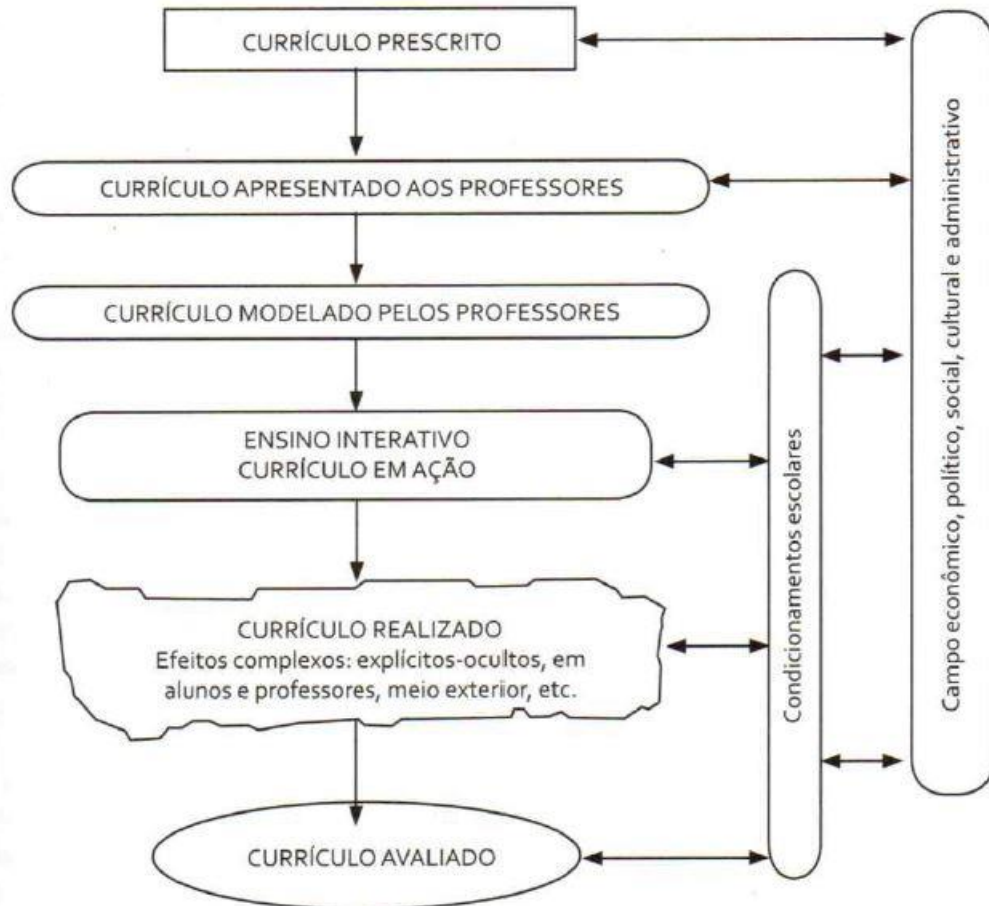 CURRÍCULO PRESCRITO
CURRÍCULO APRESENTADO AOS PROFESSORES
CURRÍCULO MODELADO PELOS PROFESSORES
ENSINO INTERATIVO
CURRÍCULO EM AÇÃO
CURRÍCULO REALIZADO
Efeitos complexos: explícitos-ocultos, em
alunos e professores, meio exterior, etc.
CURRÍCULO AVALIADO
Condicionamentos escolares
Campo econômico, político, social, cultural e administrativo